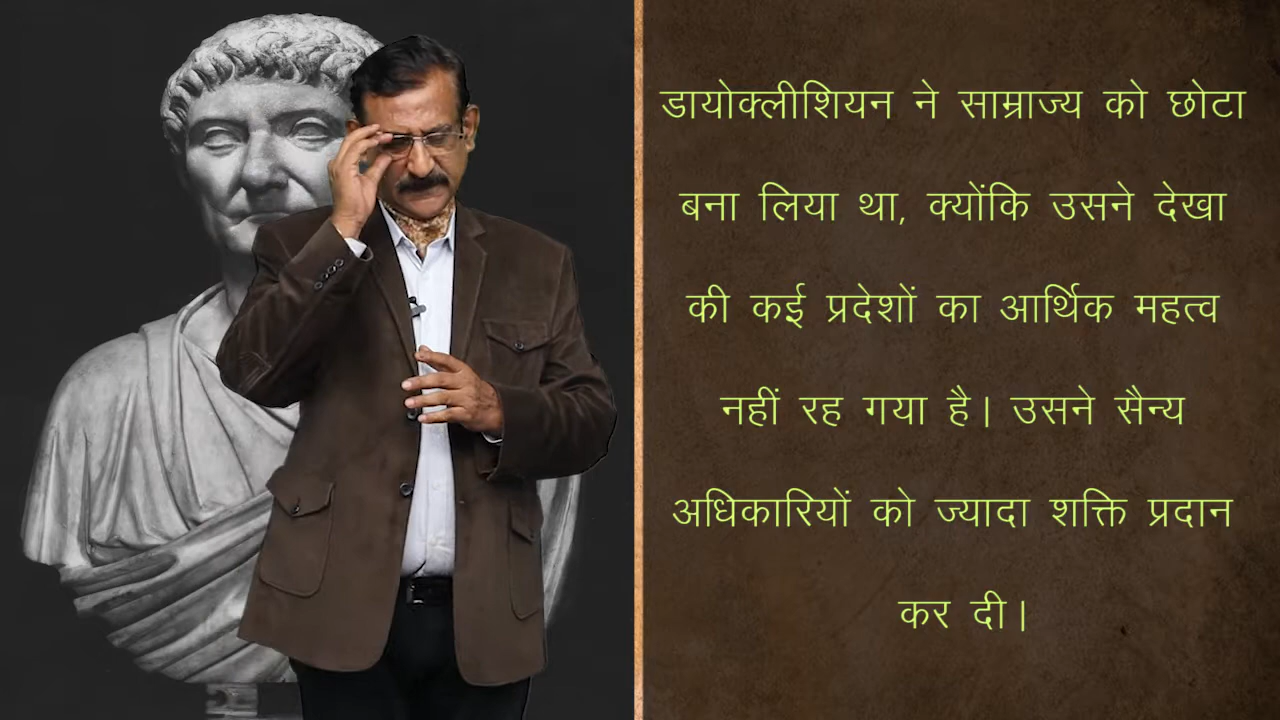 डायोक्लीशियन ने साम्राज्य को छोटा
बना लिया था, क्योंकि उसने देखा
की कई प्रदेशों का आर्थिक महत्व
नहीं रह गया है। उसने सैन्य
अधिकारियों को ज्यादा शक्ति प्रदान
कर दी।